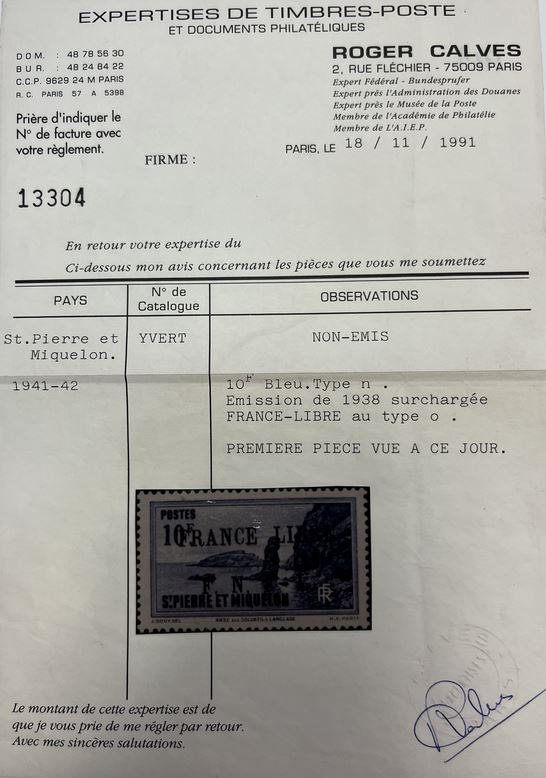 EXPERTISES DE TIMBRES-POSTE
ET DOCUMENTS PHILATÉLIQUES
DOM. : 48 78 56 30
BUR. : 48 24 84 22
C.C.P. 9629 24 M PARIS
R.C. PARIS 57 A 5398
ROGER CALVES
2, RUE FLÉCHIER - 75009 PARIS
Expert Fédéral - Bundesprufer
Expert près l'Administration des Douanes
Expert près le Musée de la Poste
Membre de l'Académie de Philatélie
Membre de L'A.I.E.P.
Prière d'indiquer le
N° de facture avec
votre règlement.
FIRME :
PARIS, LE 18 / 11 / 1991
13304
En retour votre expertise du
Ci-dessous mon avis concernant les pièces que vous me soumettez
PAYS
N° de
Catalogue
OBSERVATIONS
St.Pierre et
Miquelon.
YVERT
NON-EMIS
1941-42
10F Bleu.Type n .
Emission de 1938 surchargée
FRANCE-LIBRE au type o .
PREMIERE PIECE VUE A CE JOUR.
POSTES
10F
FRANCE LI
F N
ST PIERRE ET MIQUELON
RF
Le montant de cette expertise est de
que je vous prie de me régler par retour.
Avec mes sincères salutations.